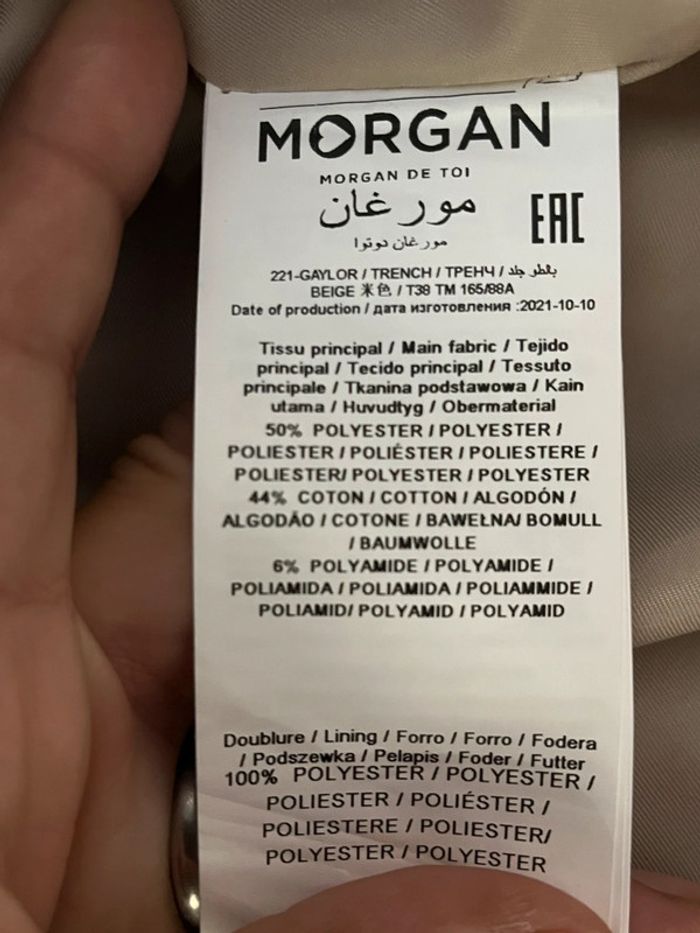 MORGAN
MORGAN DE TOI
مورغان
مورغان دوتوا
EAC
221-GAYLOR / TRENCH / ТРЕНЧ /
BEIGE 米色 / T38 TM 165/88A
Date of production / дата изготовления :2021-10-10
Tissu principal / Main fabric / Tejido
principal / Tecido principal / Tessuto
principale / Tkanina podstawowa / Kain
utama / Huvudtyg / Obermaterial
50% POLYESTER / POLYESTER /
POLIESTER / POLIÉSTER / POLIESTERE /
POLIESTER/ POLYESTER / POLYESTER
44% COTON / COTTON / ALGODÓN /
ALGODÃO / COTONE / BAWEŁNA/ BOMULL
/ BAUMWOLLE
6% POLYAMIDE / POLYAMIDE /
POLIAMIDA / POLIAMIDA / POLIAMMIDE /
POLIAMID/ POLYAMID / POLYAMID
Doublure / Lining / Forro / Forro / Fodera
/ Podszewka / Pelapis / Foder / Futter
100% POLYESTER / POLYESTER /
POLIESTER / POLIÉSTER /
POLIESTERE / POLIESTER/
POLYESTER / POLYESTER